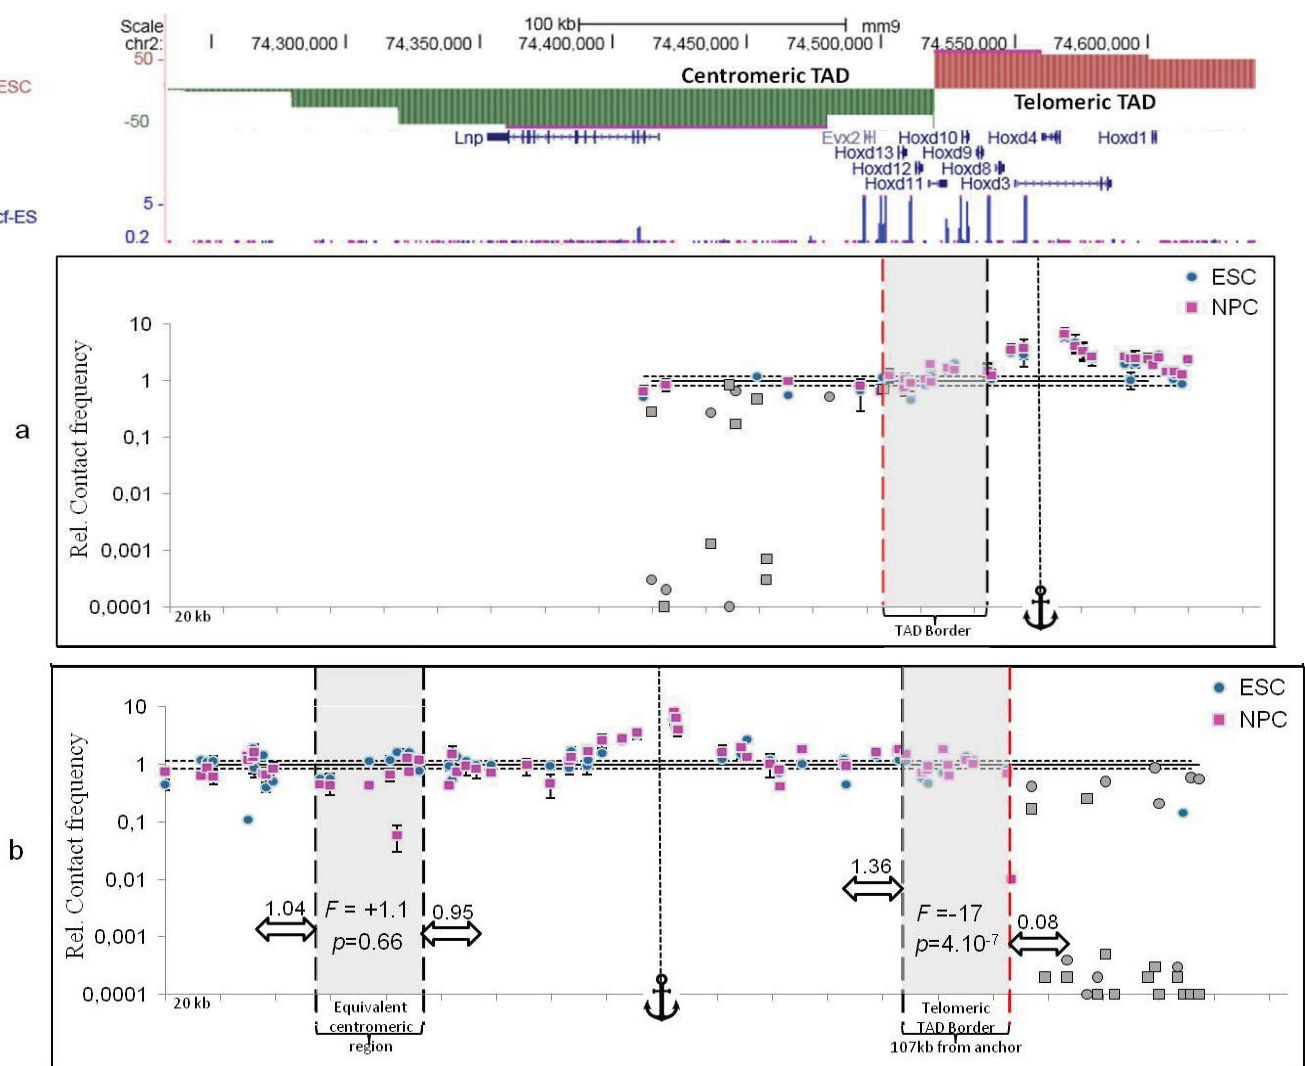 Scale
100 kb
mm9
chr2:
74,300,000
74,350,000
74,400,000
74,450,000
74,500,000
74,550,000
74,600,000
50 -
Centromeric TAD
ESC
Telomeric TAD
-50
Lnp
Evx2
Hoxd10
Hoxd4
Hoxd1
Hoxd13
Hoxd9
Hoxd12
Hoxd8
Hoxd11
Hoxd3
5 -
cf-ES
0.2
ESC
NPC
10
1
0,1
0,01
0,001
0,0001
Rel. Contact frequency
a
20 kb
TAD Border
ESC
NPC
10
1
0,1
0,01
0,001
0,0001
Rel. Contact frequency
b
1.04
F = +1.1
p=0.66
0.95
1.36
F =-17
p=4.10-7
0.08
20 kb
Equivalent
centromeric
region
Telomeric
TAD Border
107kb from anchor